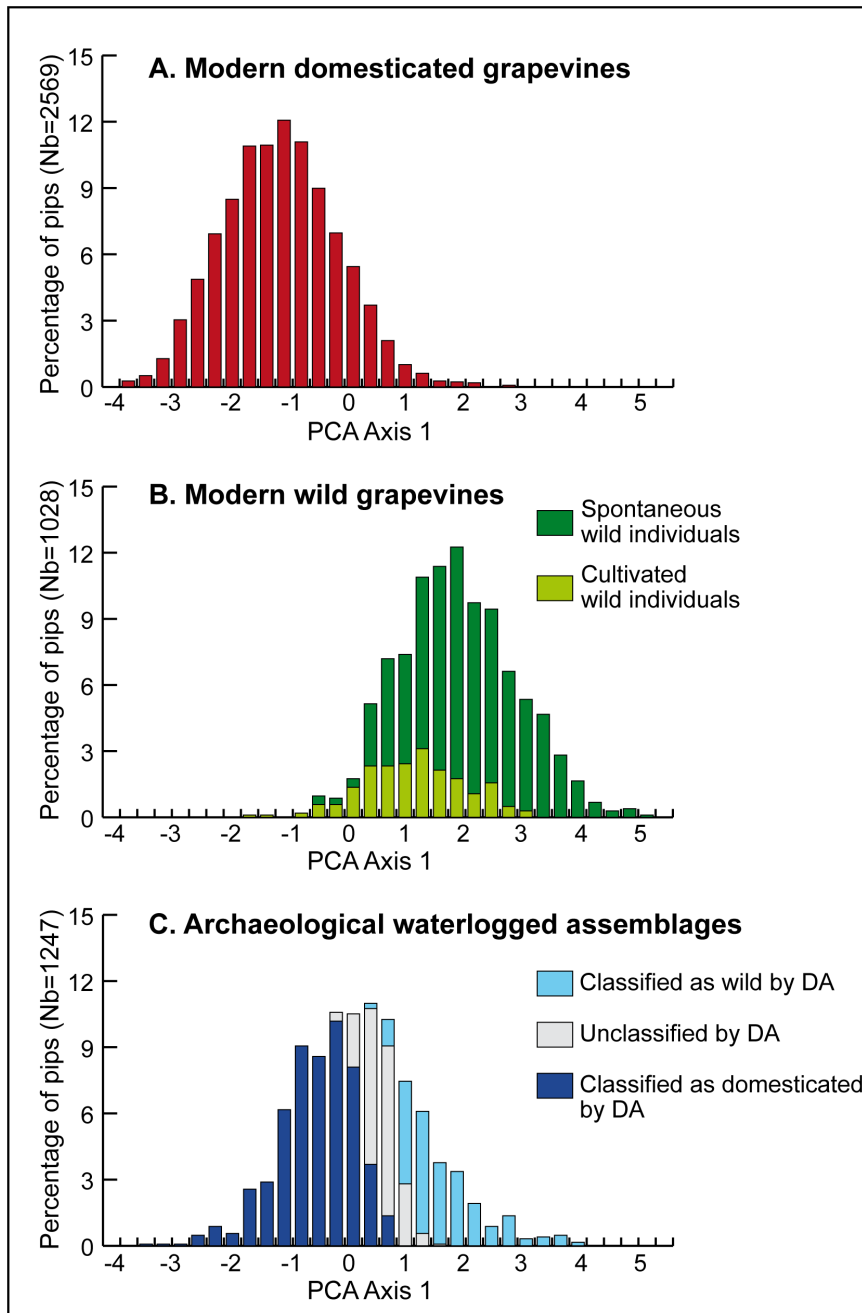 A. Modern domesticated grapevines
Percentage of pips (Nb=2569)
15
12
9
6
3
0
-4 -3 -2 -1 0 1 2 3 4 5
PCA Axis 1
B. Modern wild grapevines
Percentage of pips (Nb=1028)
15
12
9
6
3
0
Spontaneous
wild individuals
Cultivated
wild individuals
-4 -3 -2 -1 0 1 2 3 4 5
PCA Axis 1
C. Archaeological waterlogged assemblages
Percentage of pips (Nb=1247)
15
12
9
6
3
0
Classified as wild by DA
Unclassified by DA
Classified as domesticated
by DA
-4 -3 -2 -1 0 1 2 3 4 5
PCA Axis 1